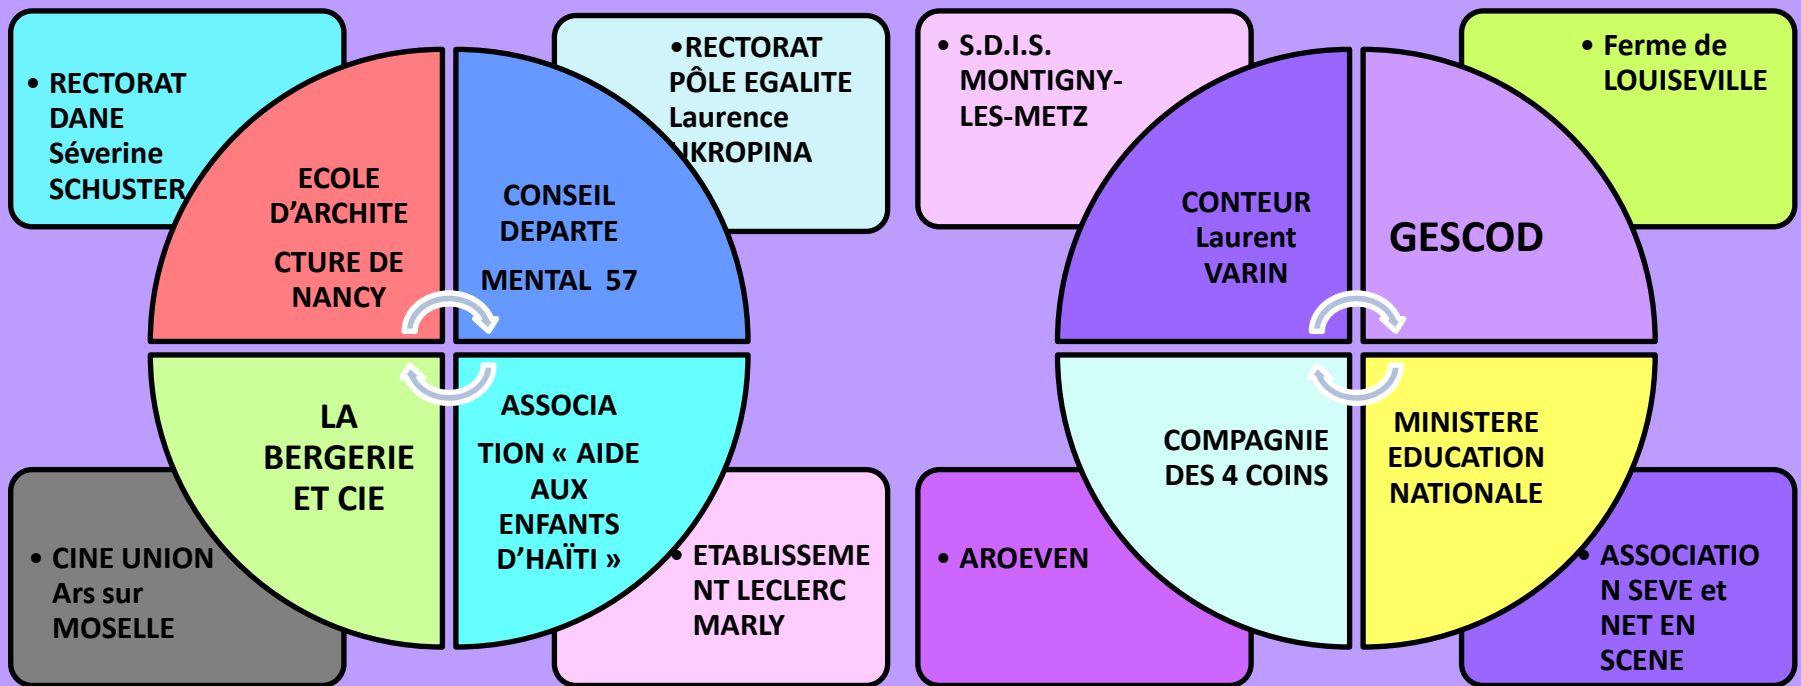 • RECTORAT
DANE
Séverine
SCHUSTER
ECOLE
D’ARCHITE
CTURE DE
NANCY
CONSEIL
DEPARTE
MENTAL 57
•RECTORAT
PÔLE EGALITE
Laurence
UKROPINA
LA
BERGERIE
ET CIE
ASSOCIA
TION « AIDE
AUX
ENFANTS
D’HAÏTI »
• CINE UNION
Ars sur
MOSELLE
• ETABLISSEME
NT LECLERC
MARLY
• S.D.I.S.
MONTIGNY-
LES-METZ
CONTEUR
Laurent
VARIN
GESCOD
• Ferme de
LOUISEVILLE
COMPAGNIE
DES 4 COINS
MINISTERE
EDUCATION
NATIONALE
• AROEVEN
• ASSOCIATIO
N SEVE et
NET EN
SCENE